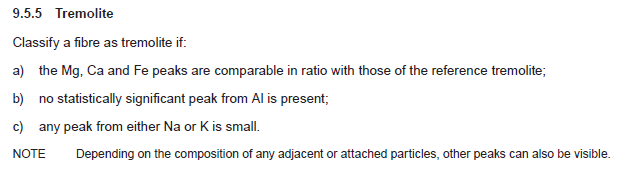 9.5.5 Tremolite
Classify a fibre as tremolite if:
a) the Mg, Ca and Fe peaks are comparable in ratio with those of the reference tremolite;
b) no statistically significant peak from Al is present;
c) any peak from either Na or K is small.
NOTE Depending on the composition of any adjacent or attached particles, other peaks can also be visible.